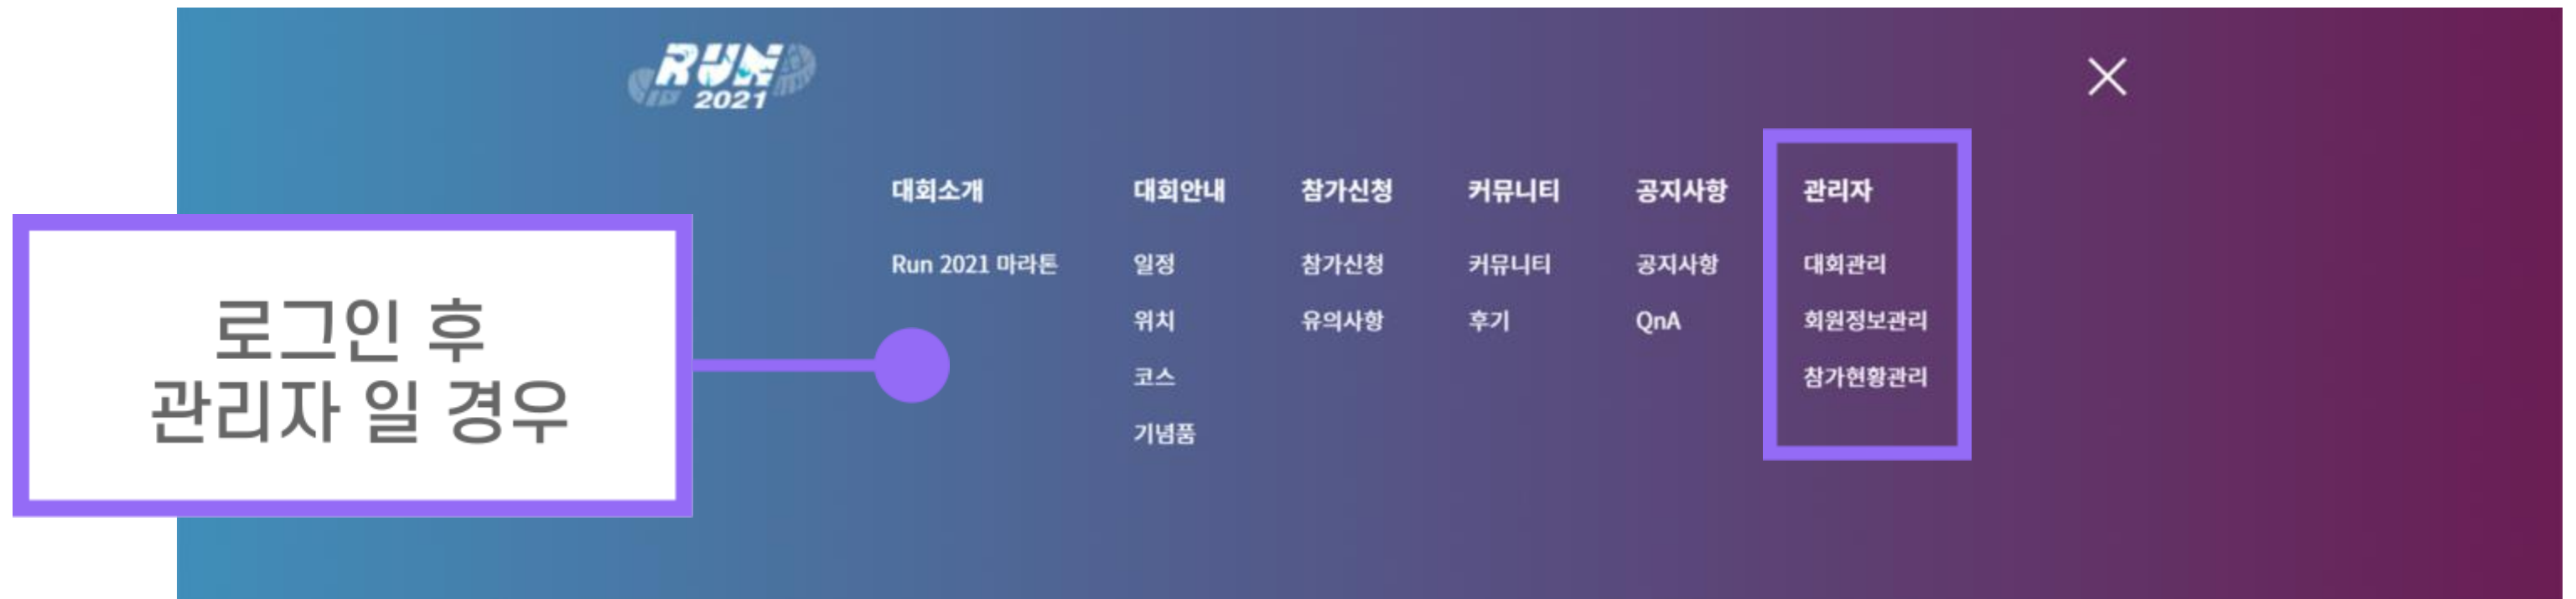 RUN
2021
대회소개 대회안내 참가신청 커뮤니티 공지사항 관리자
Run 2021 마라톤 일정 참가신청 커뮤니티 공지사항 대회관리
위치 유의사항 후기 QnA 회원정보관리
코스 참가현황관리
기념품
로그인 후
관리자 일 경우